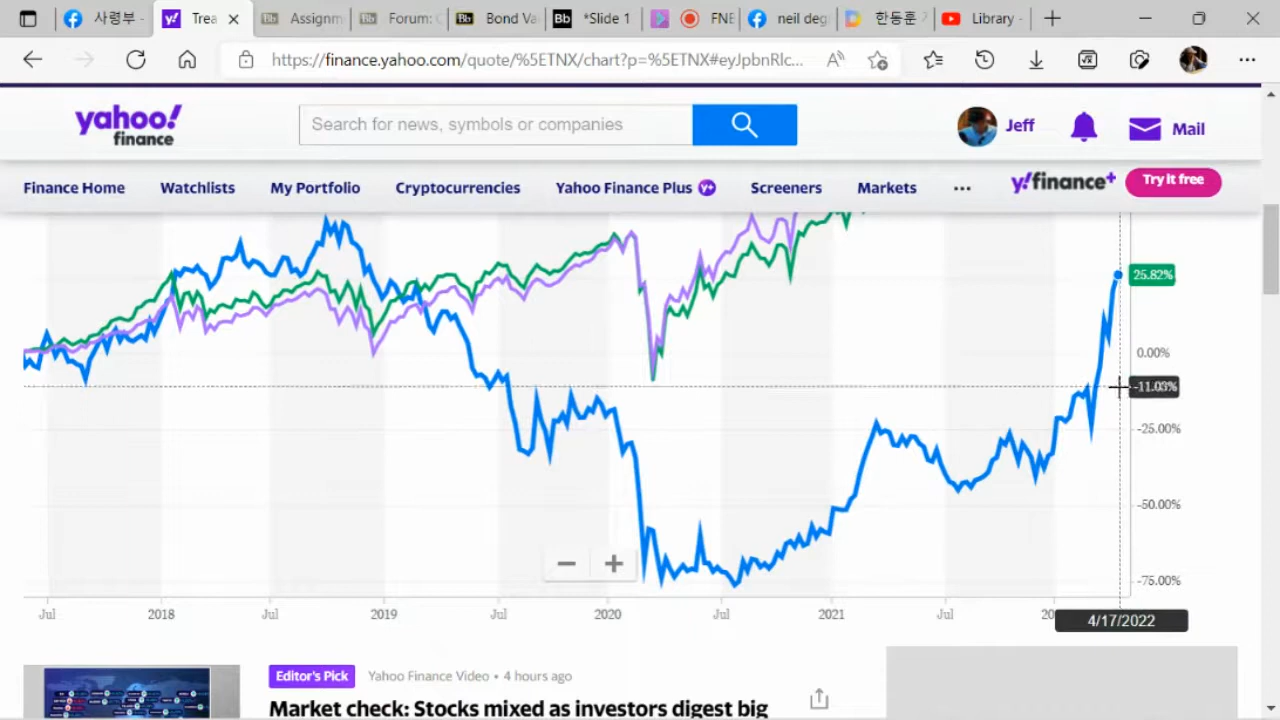 사령부 -
Trea
Assignm
Forum: C
Bond Va
Bb *Slide 1
FNE
neil deg
한동훈
Library -
https://finance.yahoo.com/quote/%5ETNX/chart?p=%5ETNX#eyJpbnRlc...
yahoo!
finance
Search for news, symbols or companies
Jeff
Mail
Finance Home
Watchlists
My Portfolio
Cryptocurrencies
Yahoo Finance Plus
Screeners
Markets
...
y!finance+
Try it free
25.82%
0.00%
-11.03%
-25.00%
-50.00%
-75.00%
Jul 2018 Jul 2019 Jul 2020 Jul 2021 Jul 20
4/17/2022
Editor's Pick
Yahoo Finance Video • 4 hours ago
Market check: Stocks mixed as investors digest big